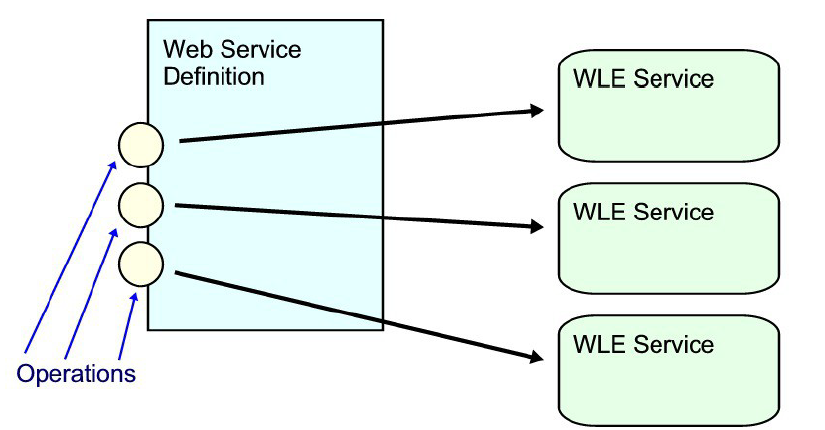 Web Service
Definition
WLE Service
WLE Service
WLE Service
Operations